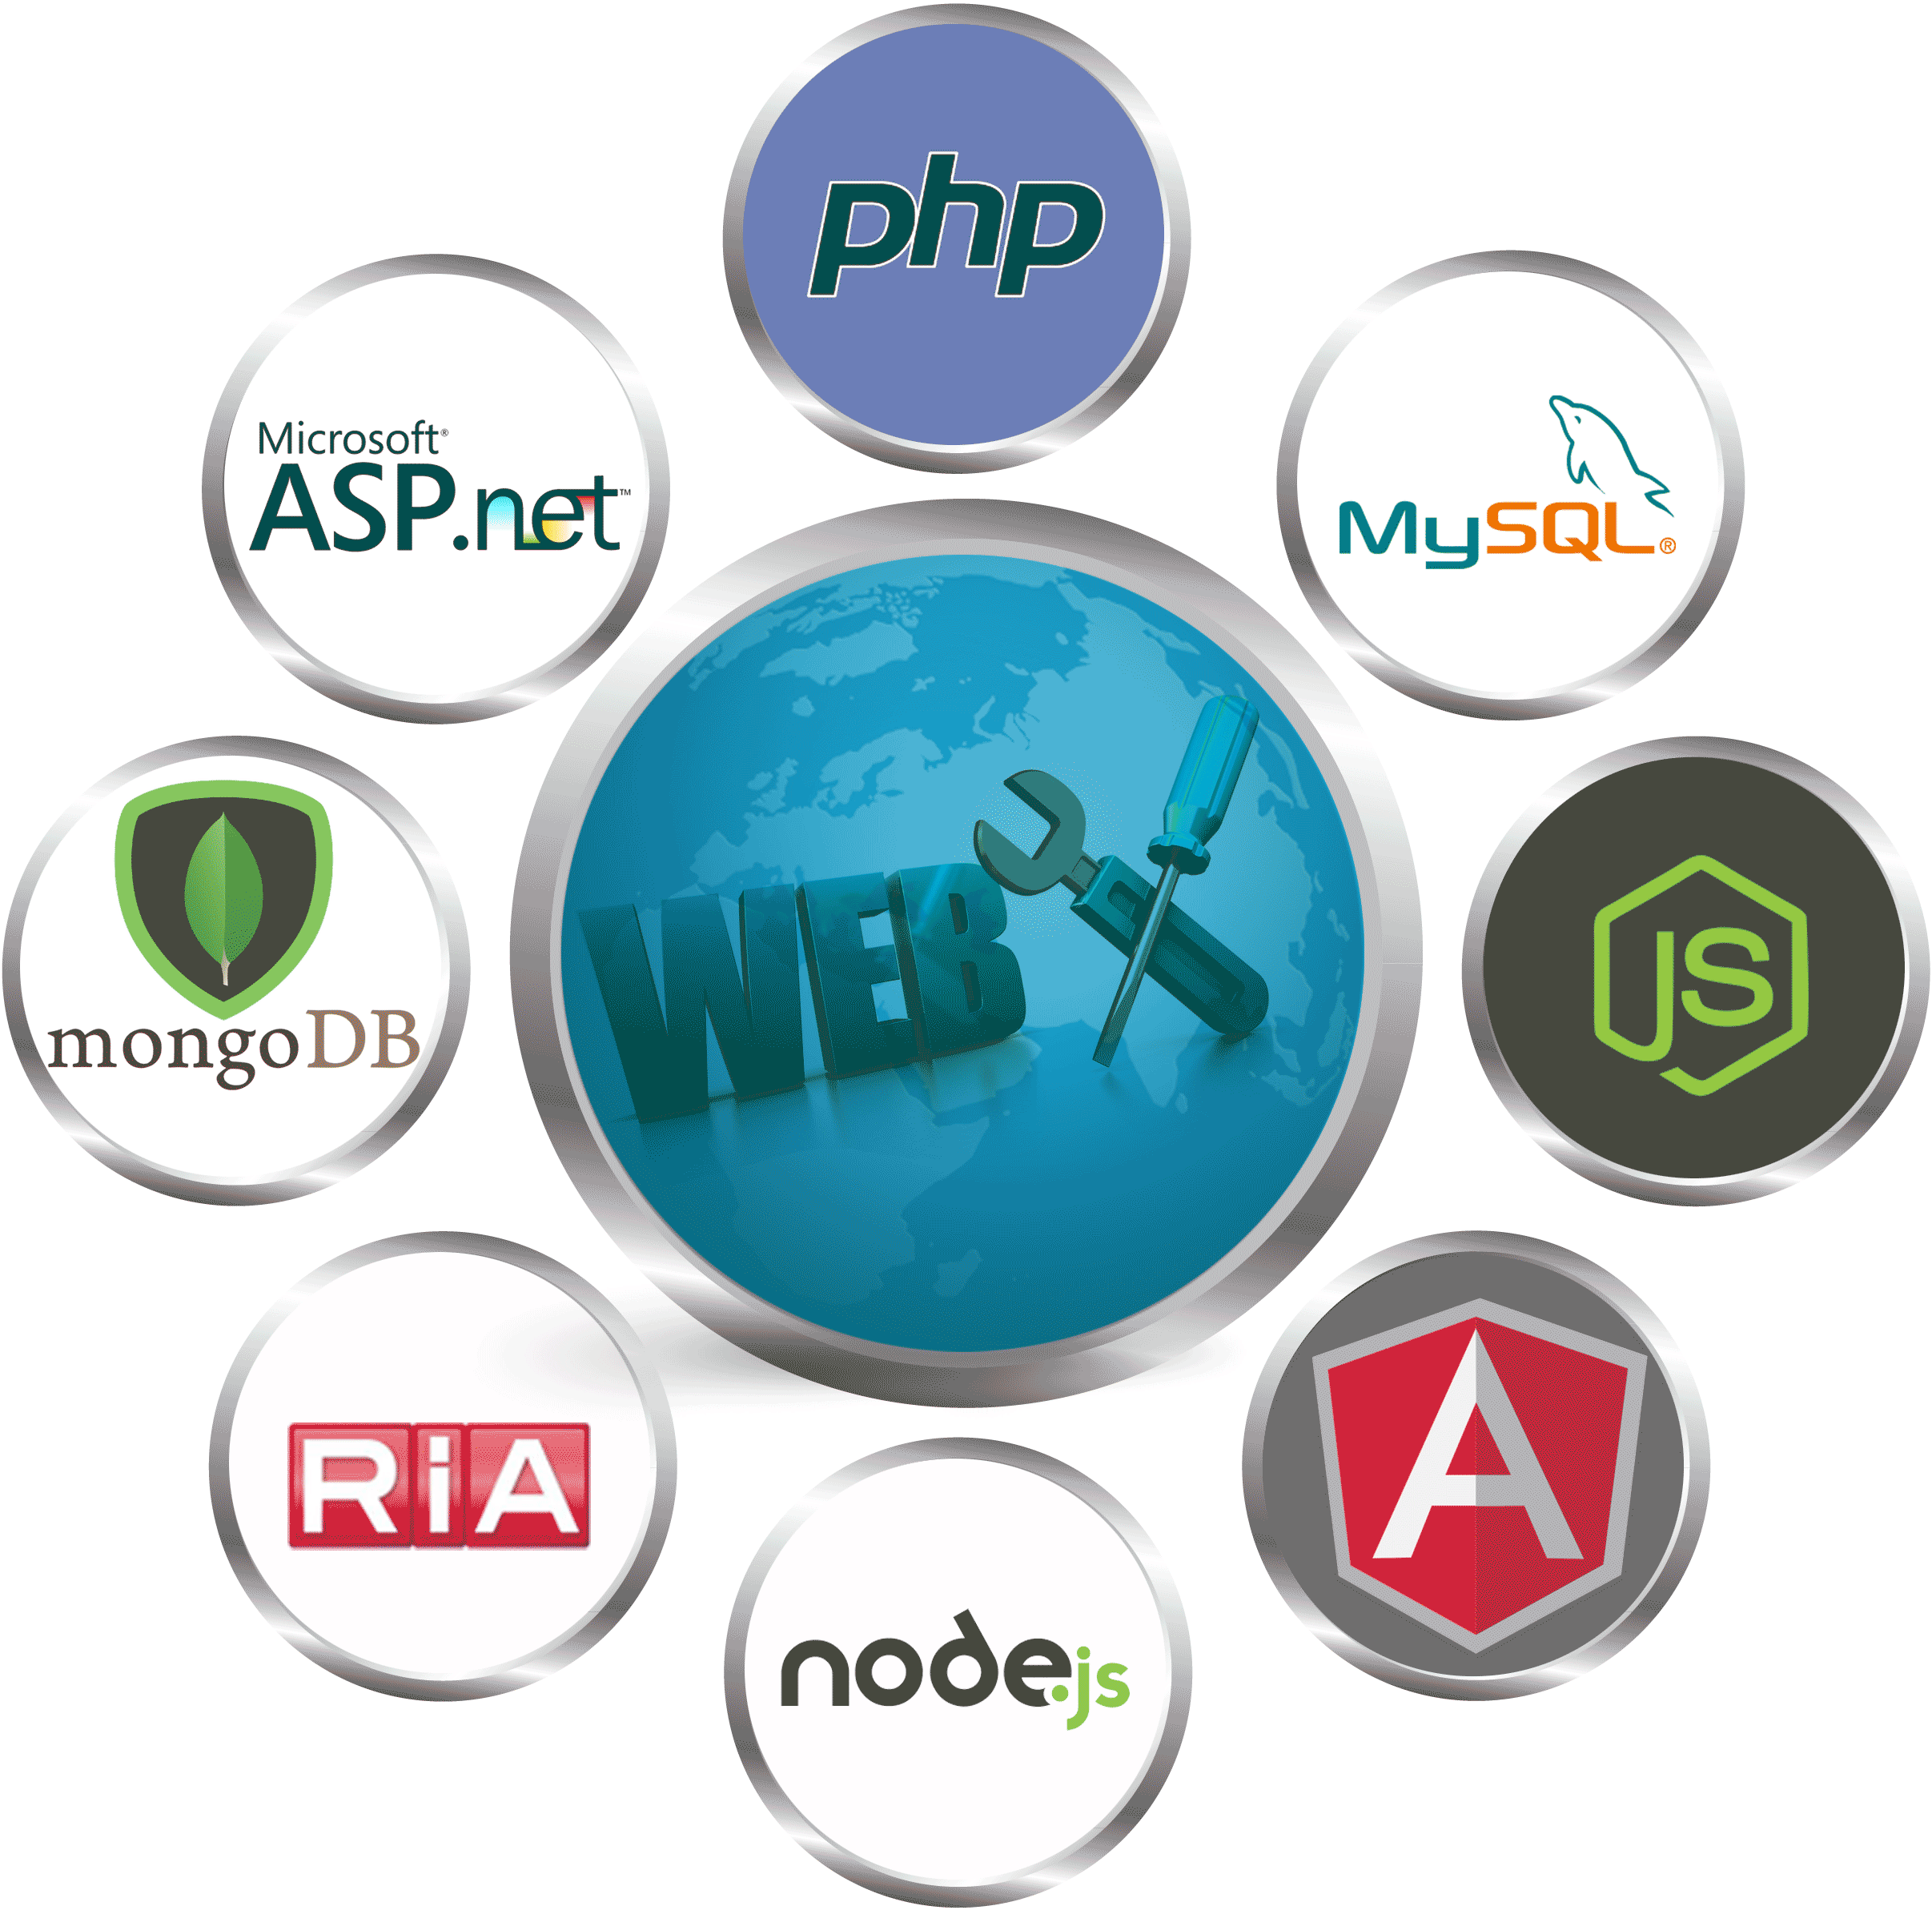 php
Microsoft®
ASP.net™
MySQL®
mongoDB
WEB
JS
RiA
A
node.js